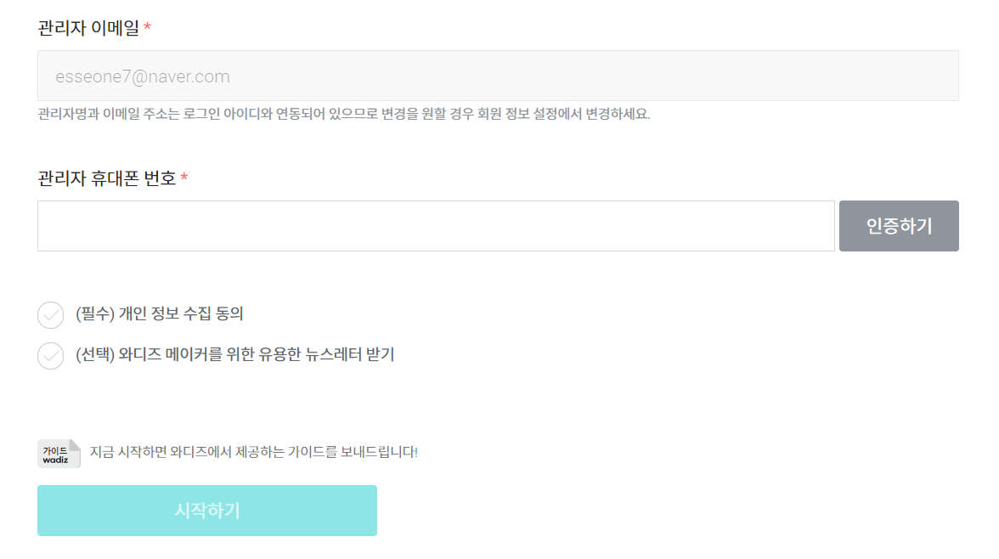 관리자 이메일 *
esseone7@naver.com
관리자명과 이메일 주소는 로그인 아이디와 연동되어 있으므로 변경을 원할 경우 회원 정보 설정에서 변경하세요.
관리자 휴대폰 번호 *
인증하기
(필수) 개인 정보 수집 동의
(선택) 와디즈 메이커를 위한 유용한 뉴스레터 받기
가이드
wadiz
지금 시작하면 와디즈에서 제공하는 가이드를 보내드립니다!
시작하기